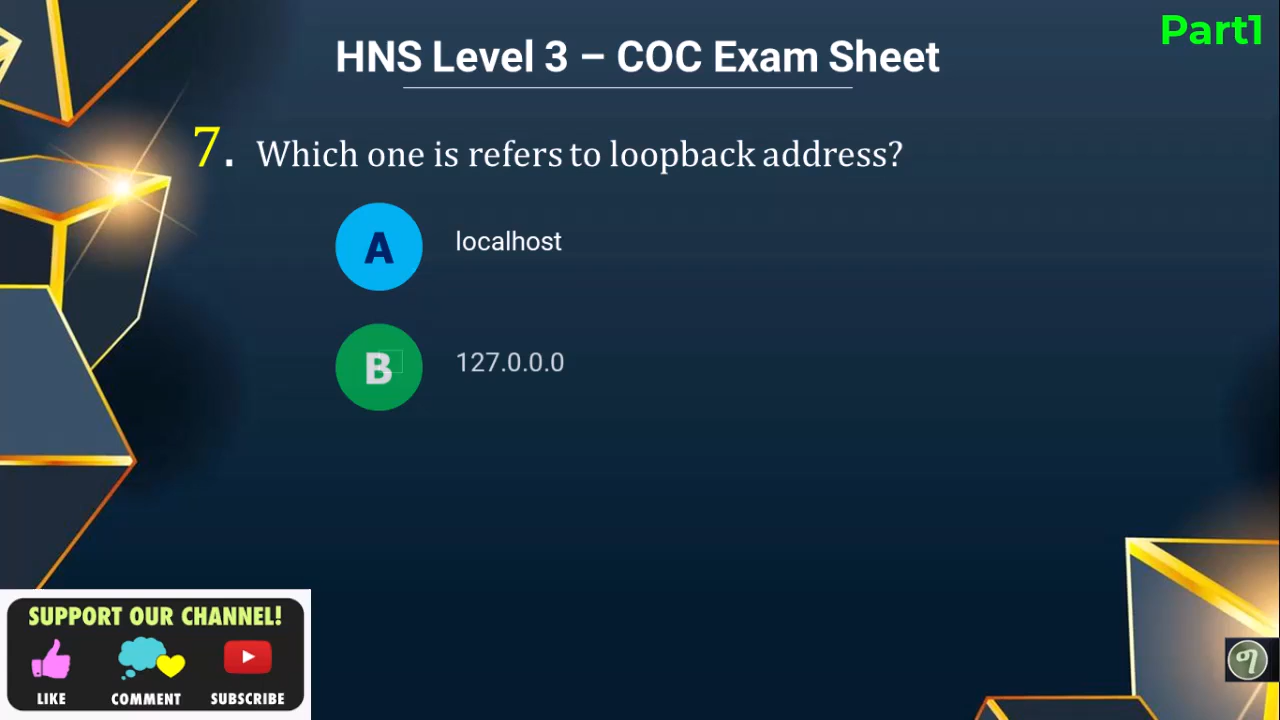 Part1
HNS Level 3 – COC Exam Sheet
7. Which one is refers to loopback address?
A localhost
B 127.0.0.0
SUPPORT OUR CHANNEL!
LIKE COMMENT SUBSCRIBE